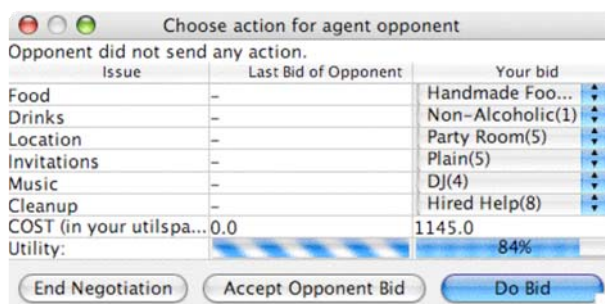 Choose action for agent opponent
Opponent did not send any action.
Issue Last Bid of Opponent Your bid
Food – Handmade Foo...
Drinks – Non-Alcoholic(1)
Location – Party Room(5)
Invitations – Plain(5)
Music – DJ(4)
Cleanup – Hired Help(8)
COST (in your utilspa... 0.0 1145.0
Utility: 84%
End Negotiation Accept Opponent Bid Do Bid